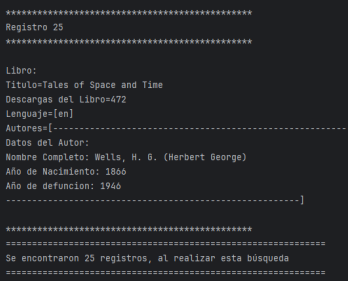 ***********************************************
Registro 25
***********************************************
Libro:
Titulo=Tales of Space and Time
Descargas del Libro=472
Lenguaje=[en]
Autores=[--------------------------------------------------------
Datos del Autor:
Nombre Completo: Wells, H. G. (Herbert George)
Año de Nacimiento: 1866
Año de defuncion: 1946
--------------------------------------------------------]
***********************************************
=============================================================
Se encontraron 25 registros, al realizar esta búsqueda
=============================================================